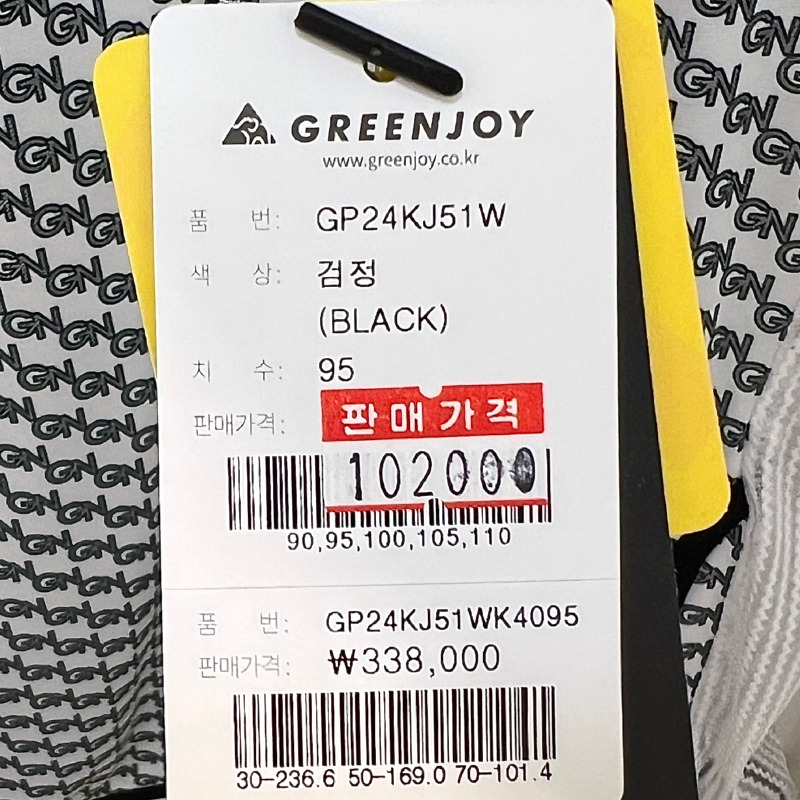 GREENJOY
www.greenjoy.co.kr
품 번: GP24KJ51W
색 상: 검정
(BLACK)
치 수: 95
판매가격: 판매가격
102000
90,95,100,105,110
품 번: GP24KJ51WK4095
판매가격: ₩338,000
30-236.6 50-169.0 70-101.4